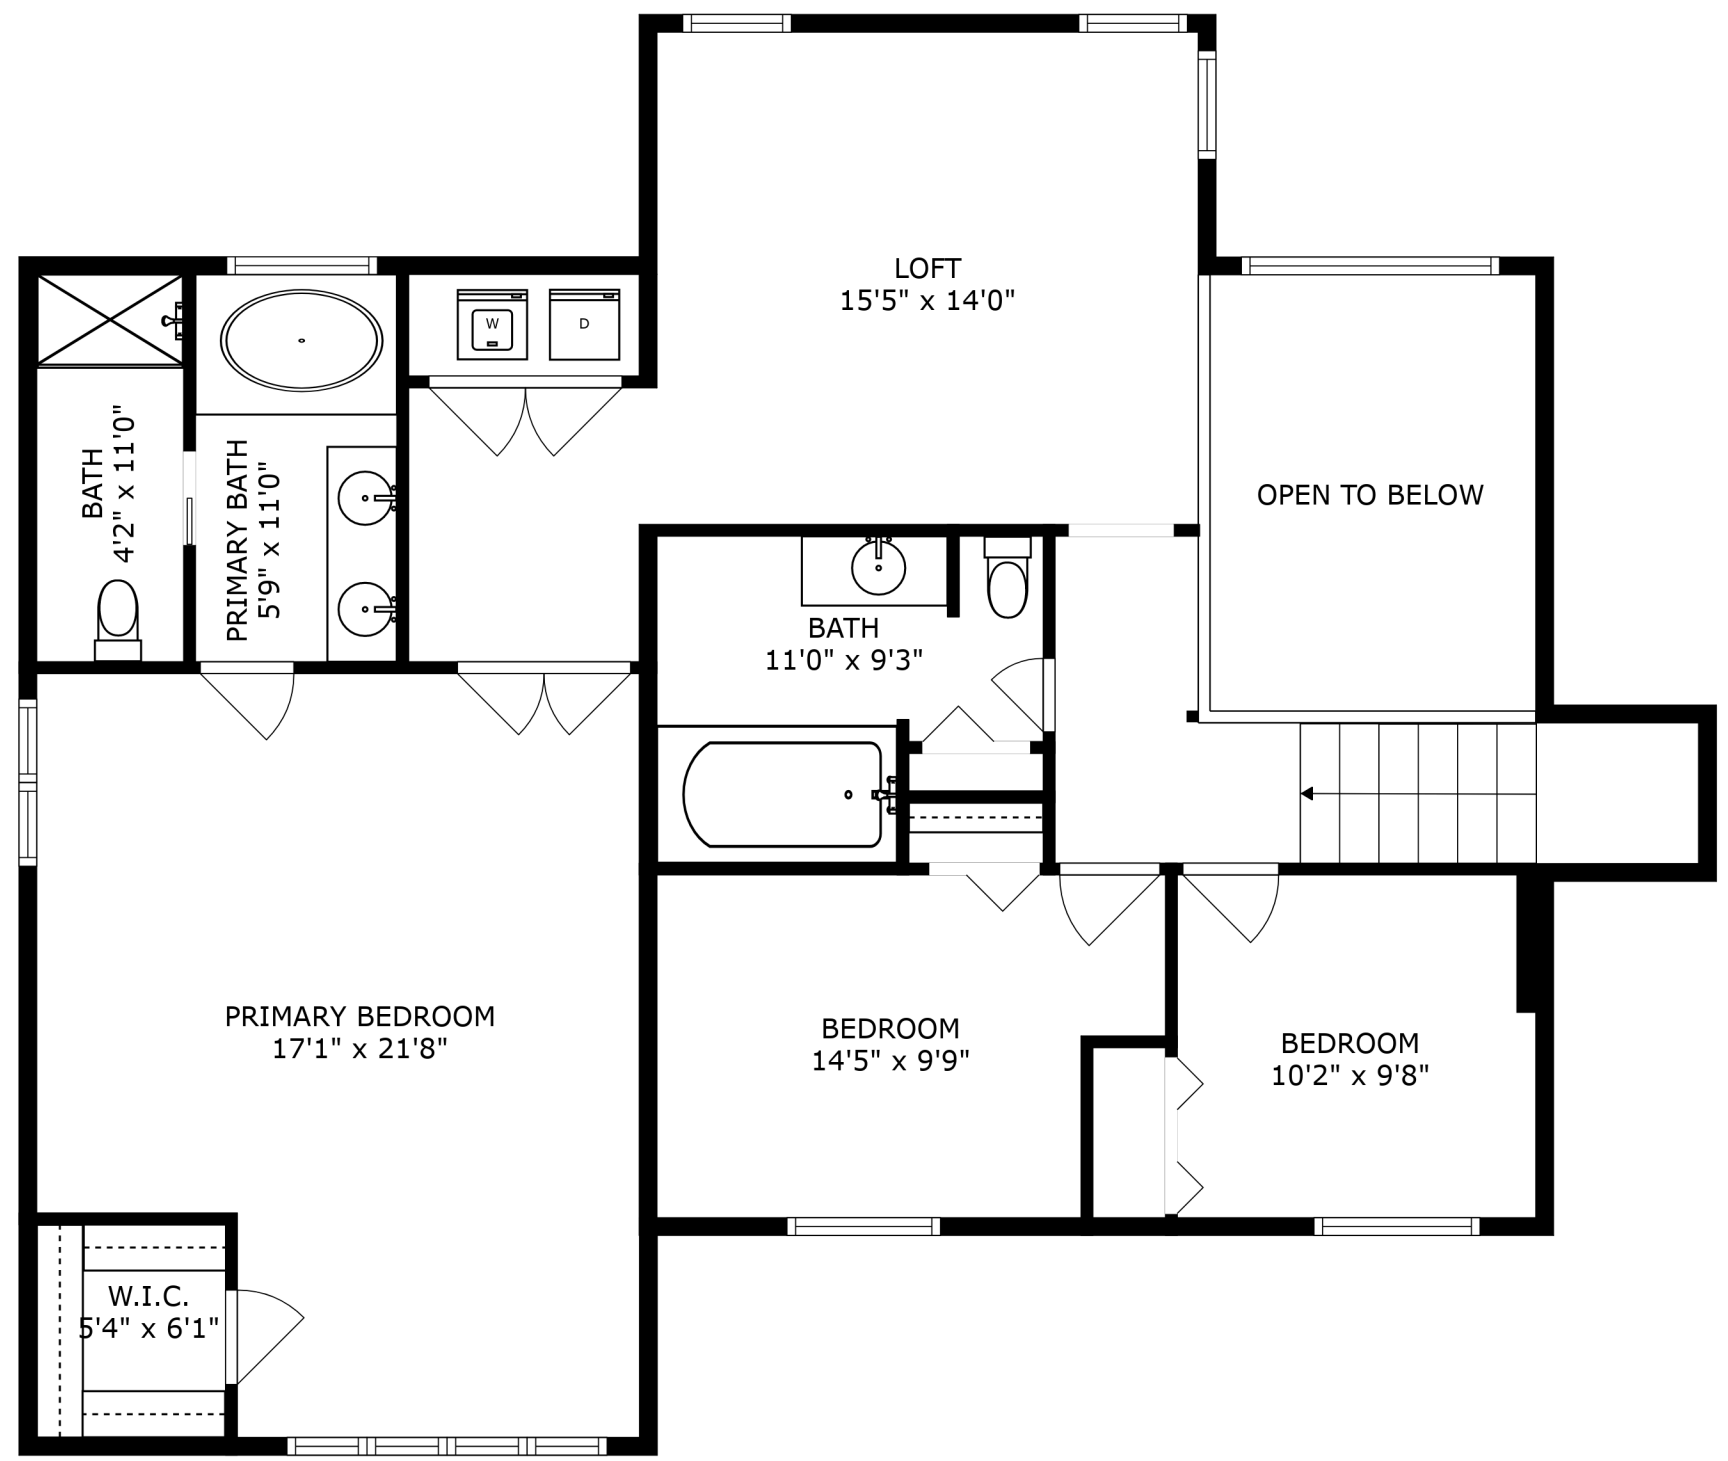 LOFT
15'5" x 14'0"
W
D
OPEN TO BELOW
BATH
4'2" x 11'0"
PRIMARY BATH
5'9" x 11'0"
BATH
11'0" x 9'3"
PRIMARY BEDROOM
17'1" x 21'8"
BEDROOM
14'5" x 9'9"
BEDROOM
10'2" x 9'8"
W.I.C.
5'4" x 6'1"